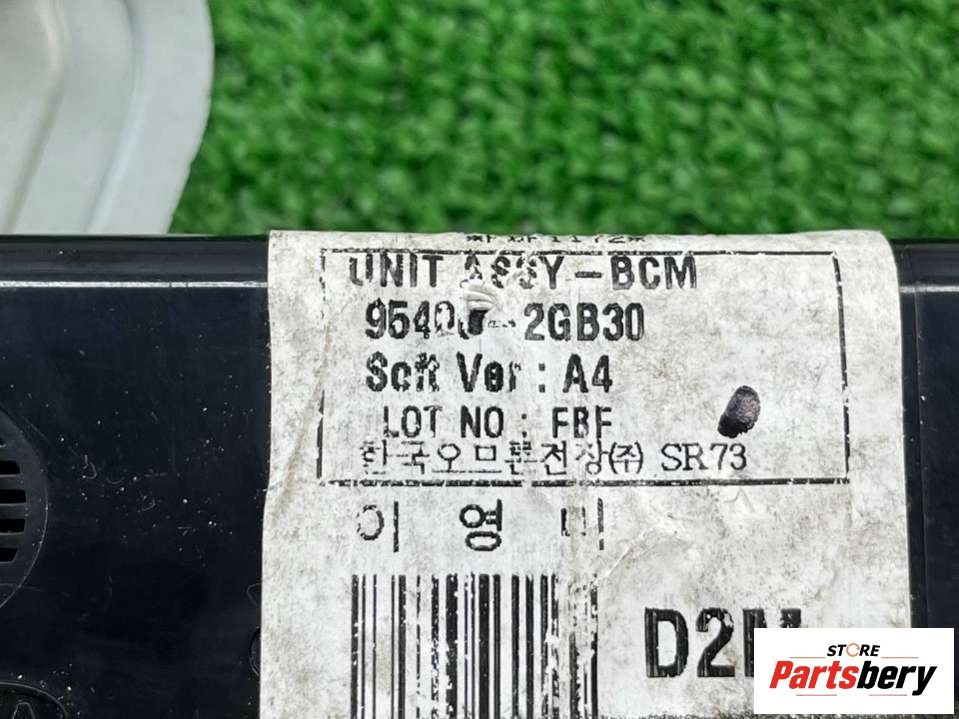 UNIT ASSY-BCM
2GB30
Soft Ver : A4
LOT NO : FBF
한국오므론전장㈜ SR73
이 영 미
STORE
Partsbery